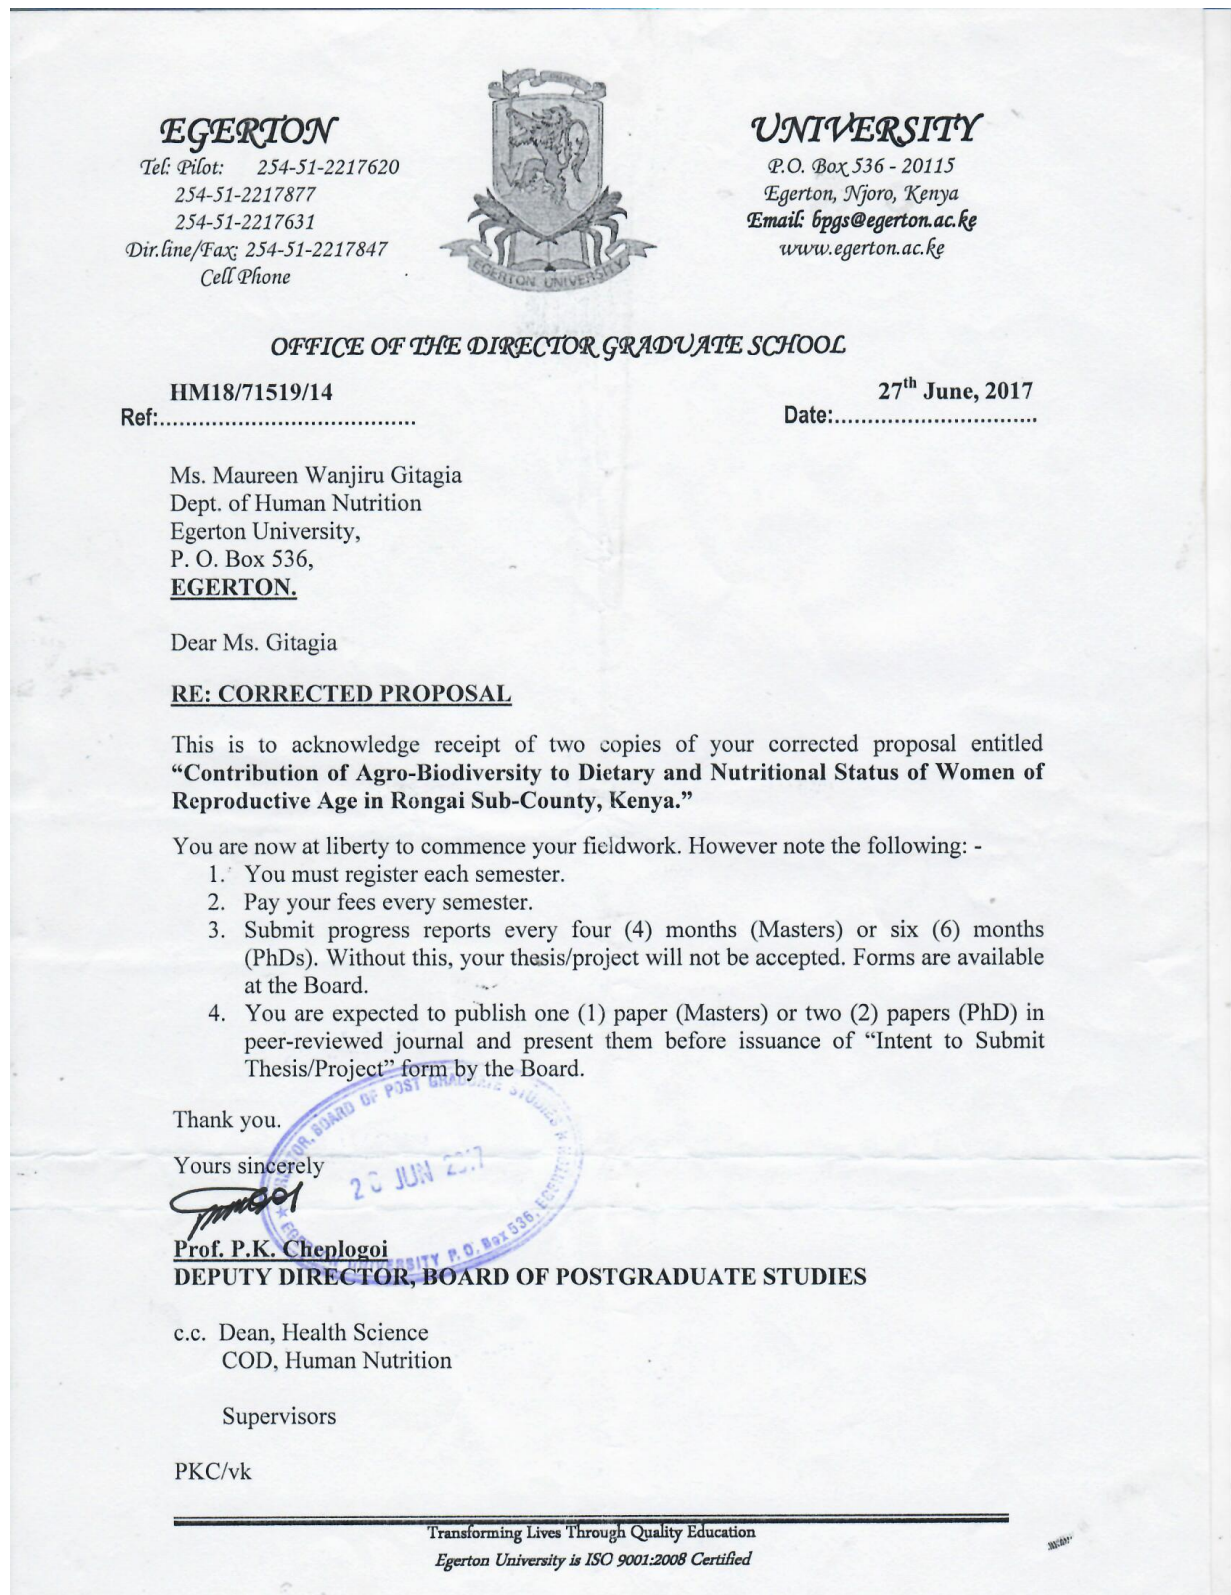 EGERTON
Tel: Pilot: 254-51-2217620
254-51-2217877
254-51-2217631
Dir.line/Fax: 254-51-2217847
Cell Phone
EGERTON UNIVERSITY
UNIVERSITY
P.O. Box 536 - 20115
Egerton, Njoro, Kenya
Email: bpgs@egerton.ac.ke
www.egerton.ac.ke
OFFICE OF THE DIRECTOR GRADUATE SCHOOL
HM18/71519/14
Ref:.......................................
27th June, 2017
Date:...............................
Ms. Maureen Wanjiru Gitagia
Dept. of Human Nutrition
Egerton University,
P. O. Box 536,
EGERTON.
Dear Ms. Gitagia
RE: CORRECTED PROPOSAL
This is to acknowledge receipt of two copies of your corrected proposal entitled
“Contribution of Agro-Biodiversity to Dietary and Nutritional Status of Women of
Reproductive Age in Rongai Sub-County, Kenya.”
You are now at liberty to commence your fieldwork. However note the following: -
1. You must register each semester.
2. Pay your fees every semester.
3. Submit progress reports every four (4) months (Masters) or six (6) months
(PhDs). Without this, your thesis/project will not be accepted. Forms are available
at the Board.
4. You are expected to publish one (1) paper (Masters) or two (2) papers (PhD) in
peer-reviewed journal and present them before issuance of “Intent to Submit
Thesis/Project” form by the Board.
Thank you.
Yours sincerely
BOARD OF POST GRADUATE STUDIES
JUN
UNIVERSITY P.O. Box 536,
Prof. P.K. Cheplogoi
DEPUTY DIRECTOR, BOARD OF POSTGRADUATE STUDIES
c.c. Dean, Health Science
COD, Human Nutrition
Supervisors
PKC/vk
Transforming Lives Through Quality Education
Egerton University is ISO 9001:2008 Certified